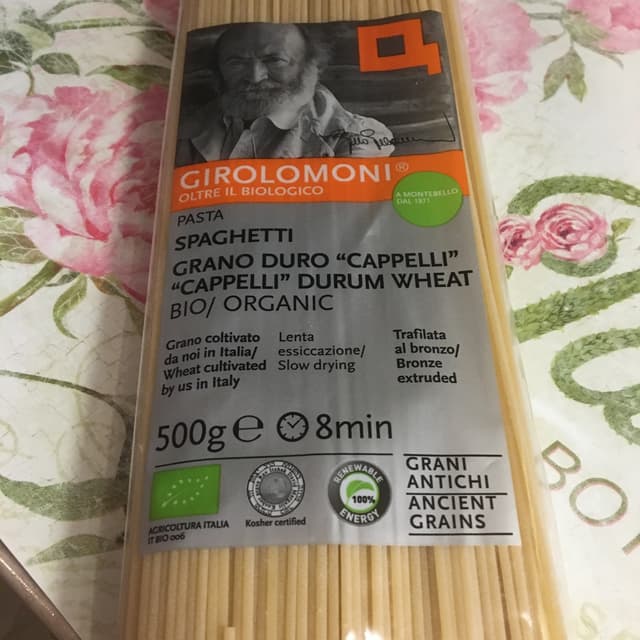 GIROLOMONI®
OLTRE IL BIOLOGICO
A MONTEBELLO
DAL 1971
PASTA
SPAGHETTI
GRANO DURO “CAPPELLI”
“CAPPELLI” DURUM WHEAT
BIO/ ORGANIC
Grano coltivato
da noi in Italia/
Wheat cultivated
by us in Italy
Lenta
essiccazione/
Slow drying
Trafilata
al bronzo/
Bronze
extruded
500g e 8min
AGRICOLTURA ITALIA
IT BIO 006
Kosher certified
RENEWABLE
100%
ENERGY
GRANI
ANTICHI
ANCIENT
GRAINS
BOT